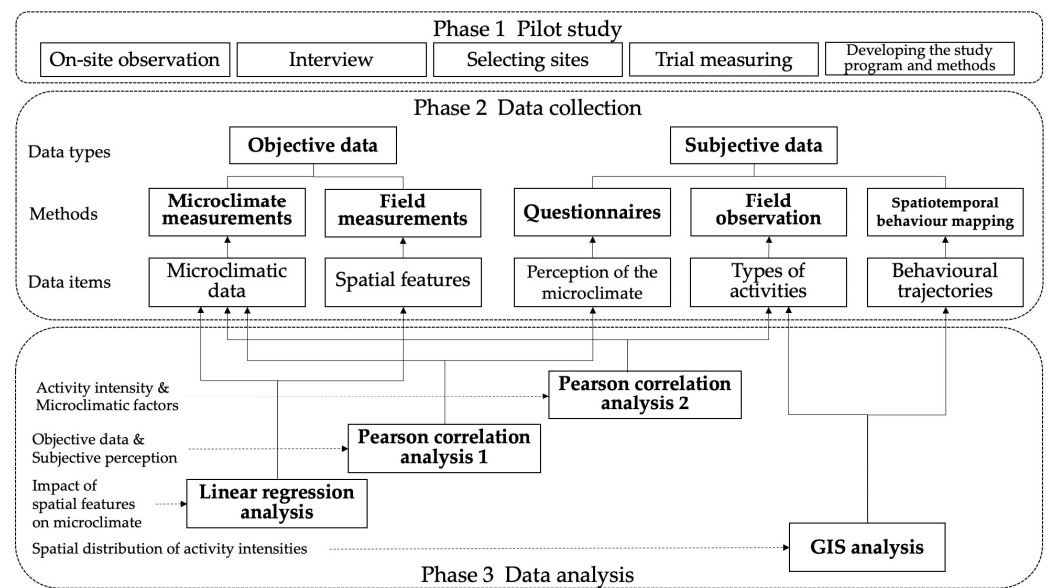 Phase 1 Pilot study
On-site observation
Interview
Selecting sites
Trial measuring
Developing the study
program and methods
Phase 2 Data collection
Data types
Objective data
Subjective data
Methods
Microclimate
measurements
Field
measurements
Questionnaires
Field
observation
Spatiotemporal
behaviour mapping
Data items
Microclimatic
data
Spatial features
Perception of the
microclimate
Types of
activities
Behavioural
trajectories
Activity intensity &
Microclimatic factors
Pearson correlation
analysis 2
Objective data &
Subjective perception
Pearson correlation
analysis 1
Impact of
spatial features
on microclimate
Linear regression
analysis
Spatial distribution of activity intensities
GIS analysis
Phase 3 Data analysis